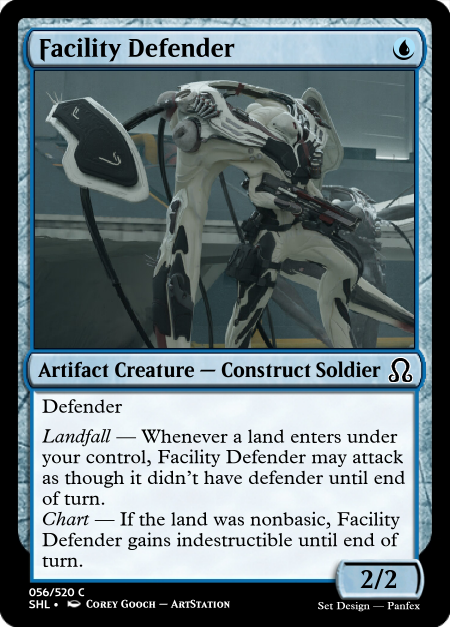 Facility Defender
Artifact Creature — Construct Soldier
Defender
Landfall — Whenever a land enters under
your control, Facility Defender may attack
as though it didn't have defender until end
of turn.
Chart — If the land was nonbasic, Facility
Defender gains indestructible until end of
turn.
2/2
056/520 C
SHL • Corey Gooch — ArtStation
Set Design — Panfex